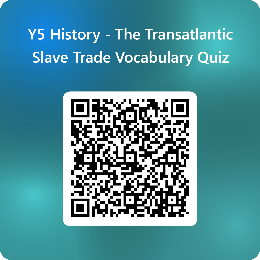 Y5 History - The Transatlantic
Slave Trade Vocabulary Quiz